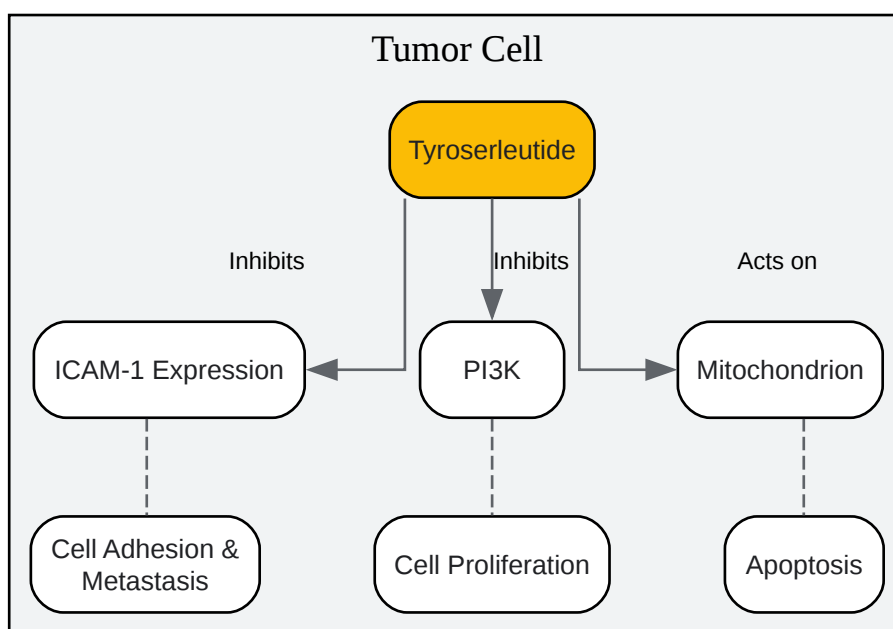 Tumor Cell
Tyroserleutide
Inhibits
Inhibits
Acts on
ICAM-1 Expression
PI3K
Mitochondrion
Cell Adhesion &
Metastasis
Cell Proliferation
Apoptosis